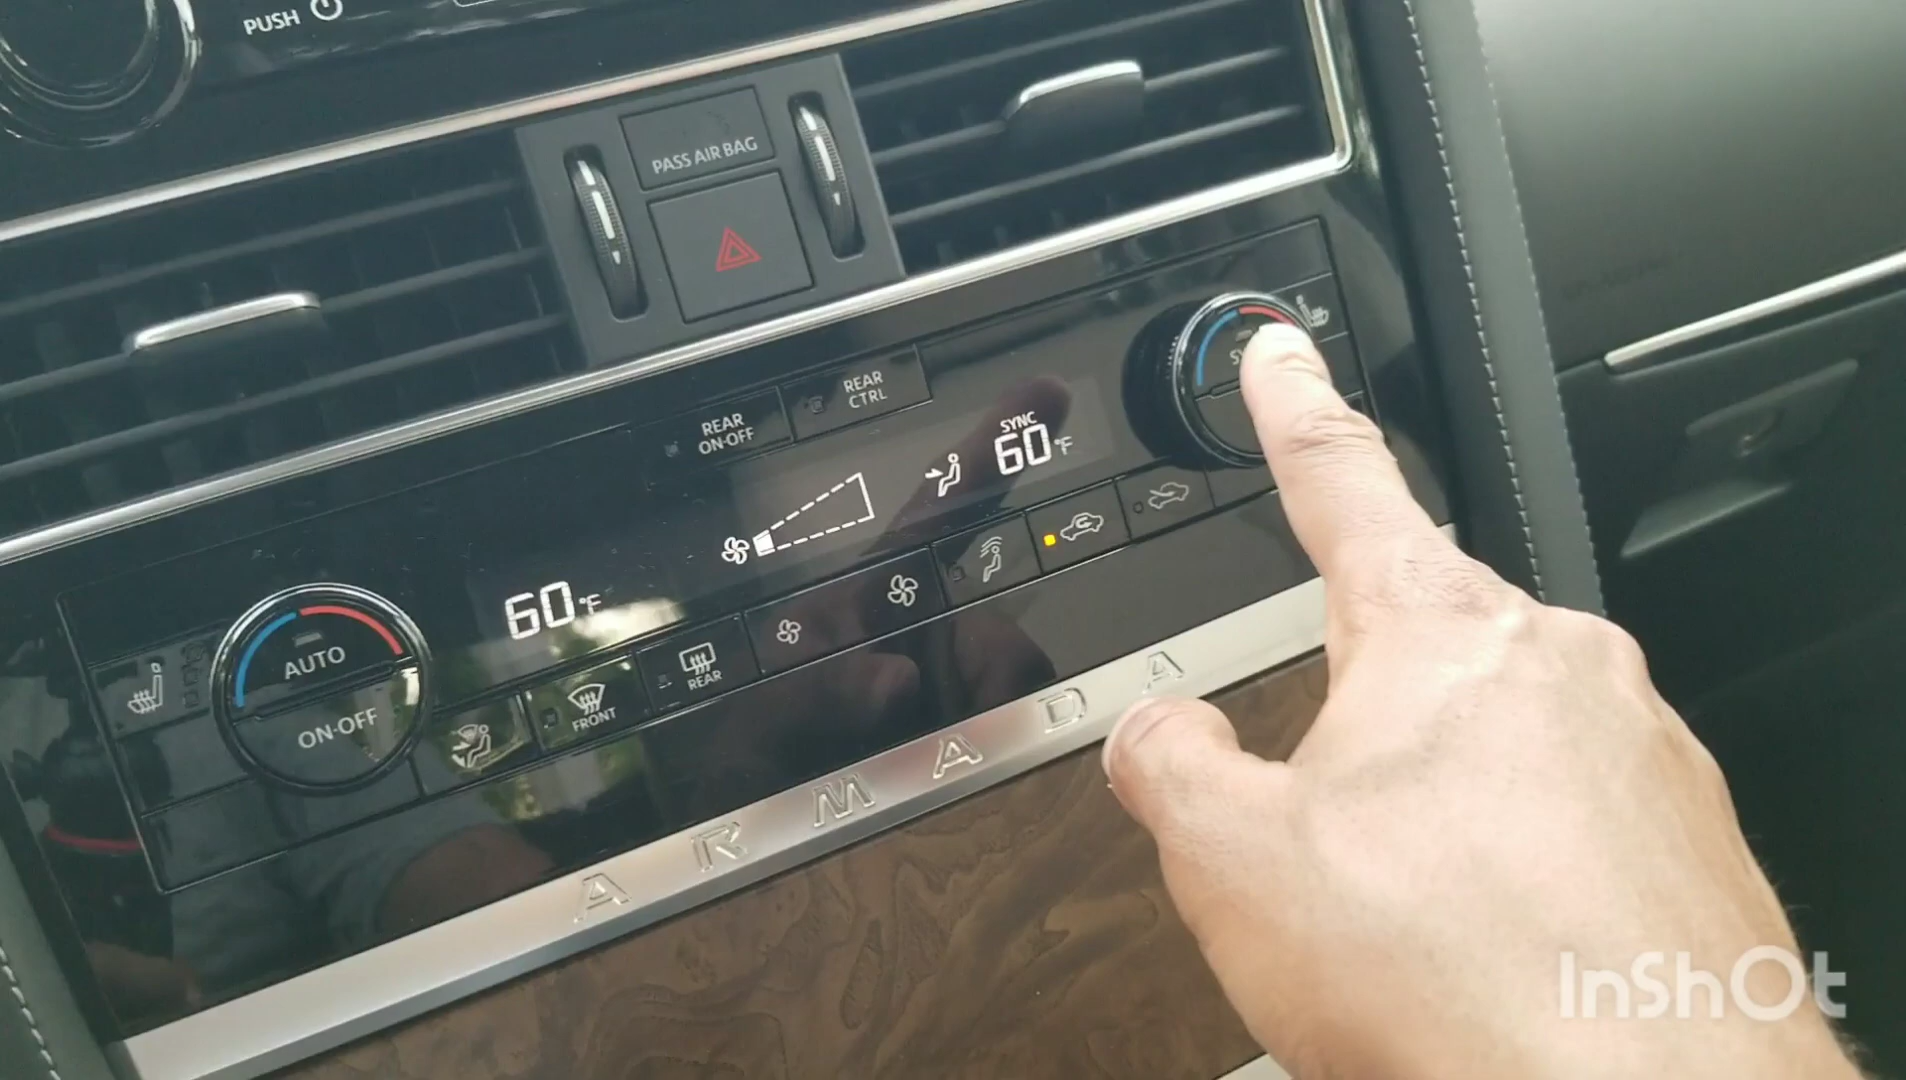 PUSH
PASS AIR BAG
REAR
CTRL
REAR
ON·OFF
SYNC
60°F
60°F
AUTO
ON·OFF
FRONT
REAR
ARMADA
InShOt